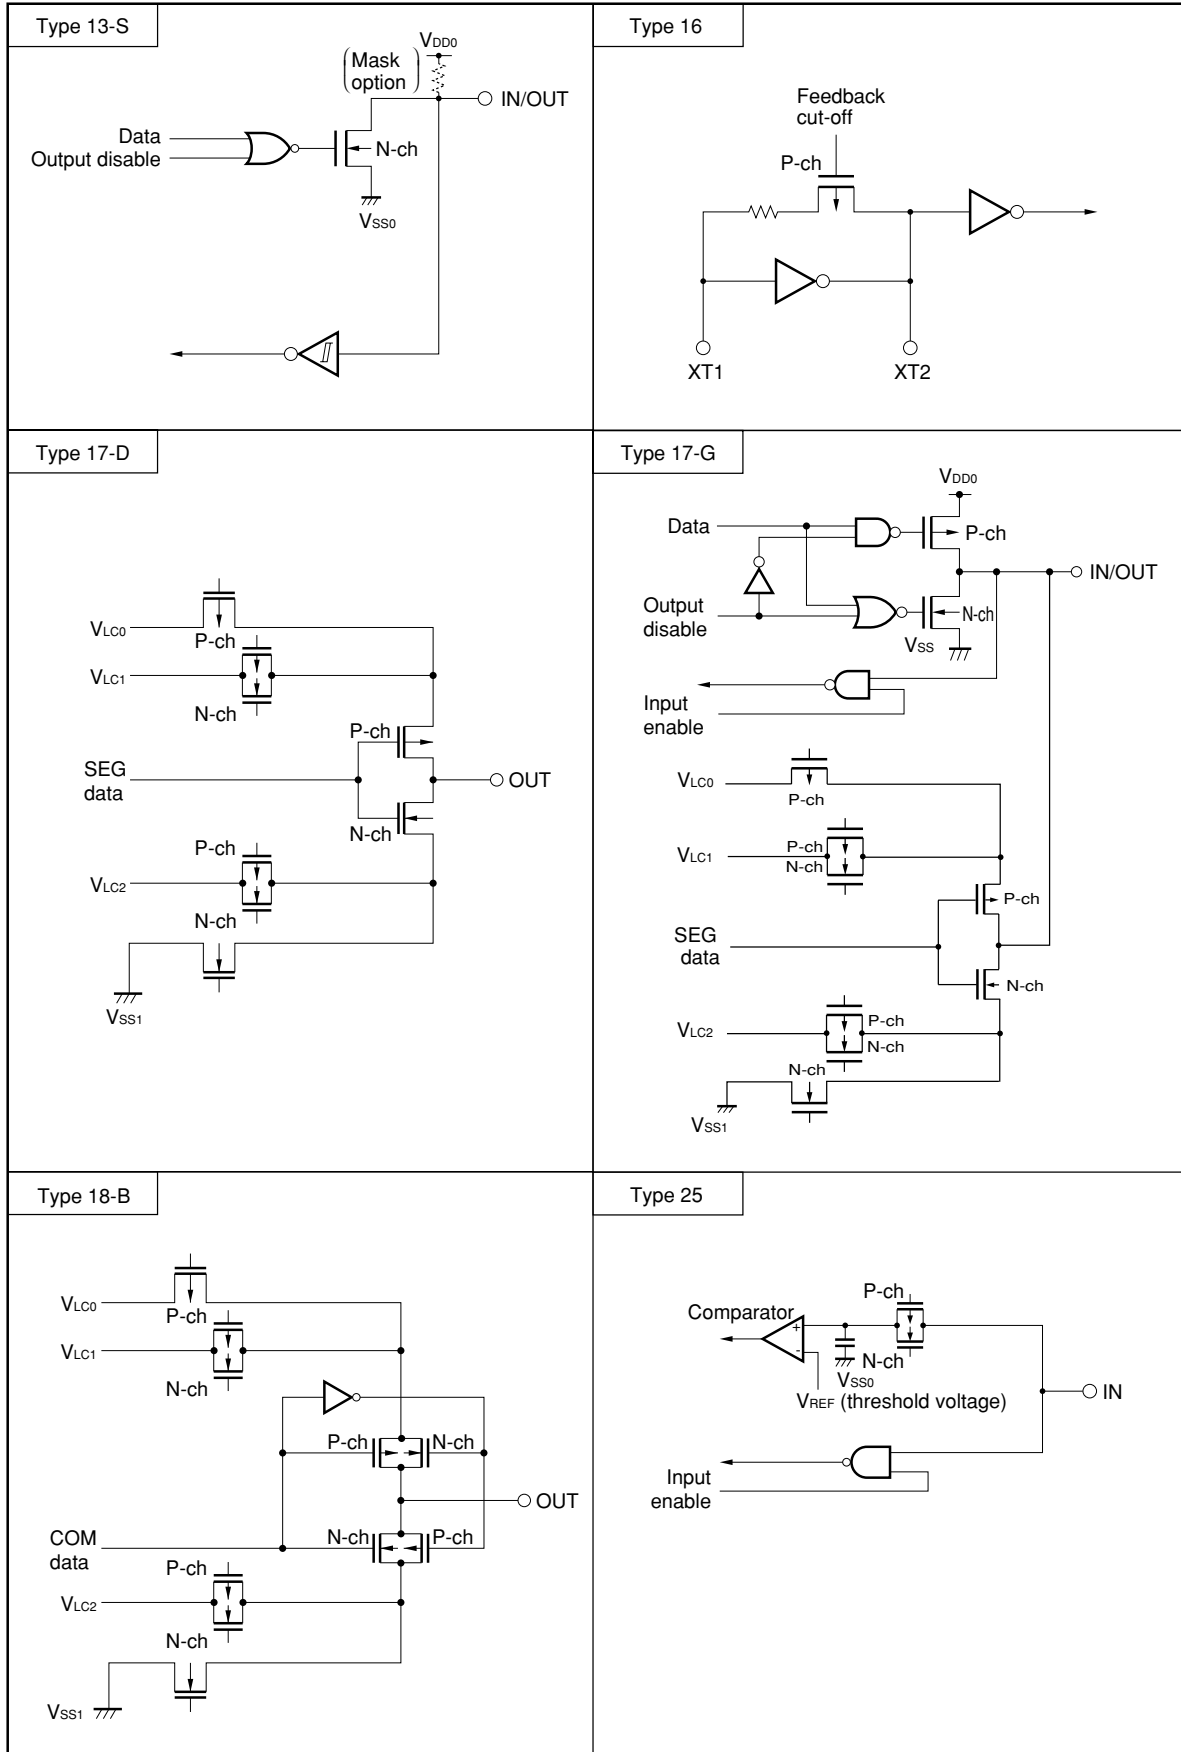 Type 13-S
VDD0
(Mask
option)
IN/OUT
Data
Output disable
N-ch
VSS0
Type 16
Feedback
cut-off
P-ch
XT1
XT2
Type 17-D
VLC0
P-ch
VLC1
N-ch
P-ch
SEG
data
OUT
N-ch
P-ch
VLC2
N-ch
VSS1
Type 17-G
VDD0
Data
P-ch
IN/OUT
Output
disable
N-ch
VSS
Input
enable
VLC0
P-ch
VLC1
P-ch
N-ch
P-ch
SEG
data
N-ch
VLC2
P-ch
N-ch
N-ch
VSS1
Type 18-B
VLC0
P-ch
VLC1
N-ch
P-ch
N-ch
OUT
COM
data
N-ch
P-ch
P-ch
VLC2
N-ch
VSS1
Type 25
P-ch
Comparator
+
-
N-ch
VSS0
VREF (threshold voltage)
IN
Input
enable